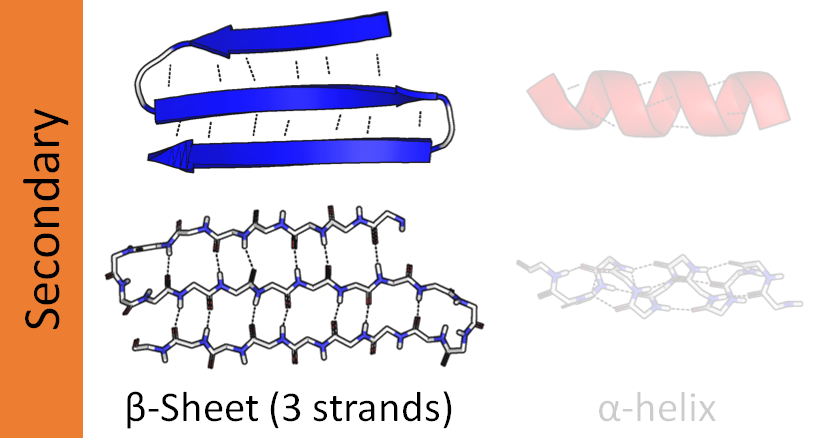 Secondary
β-Sheet (3 strands)
α-helix